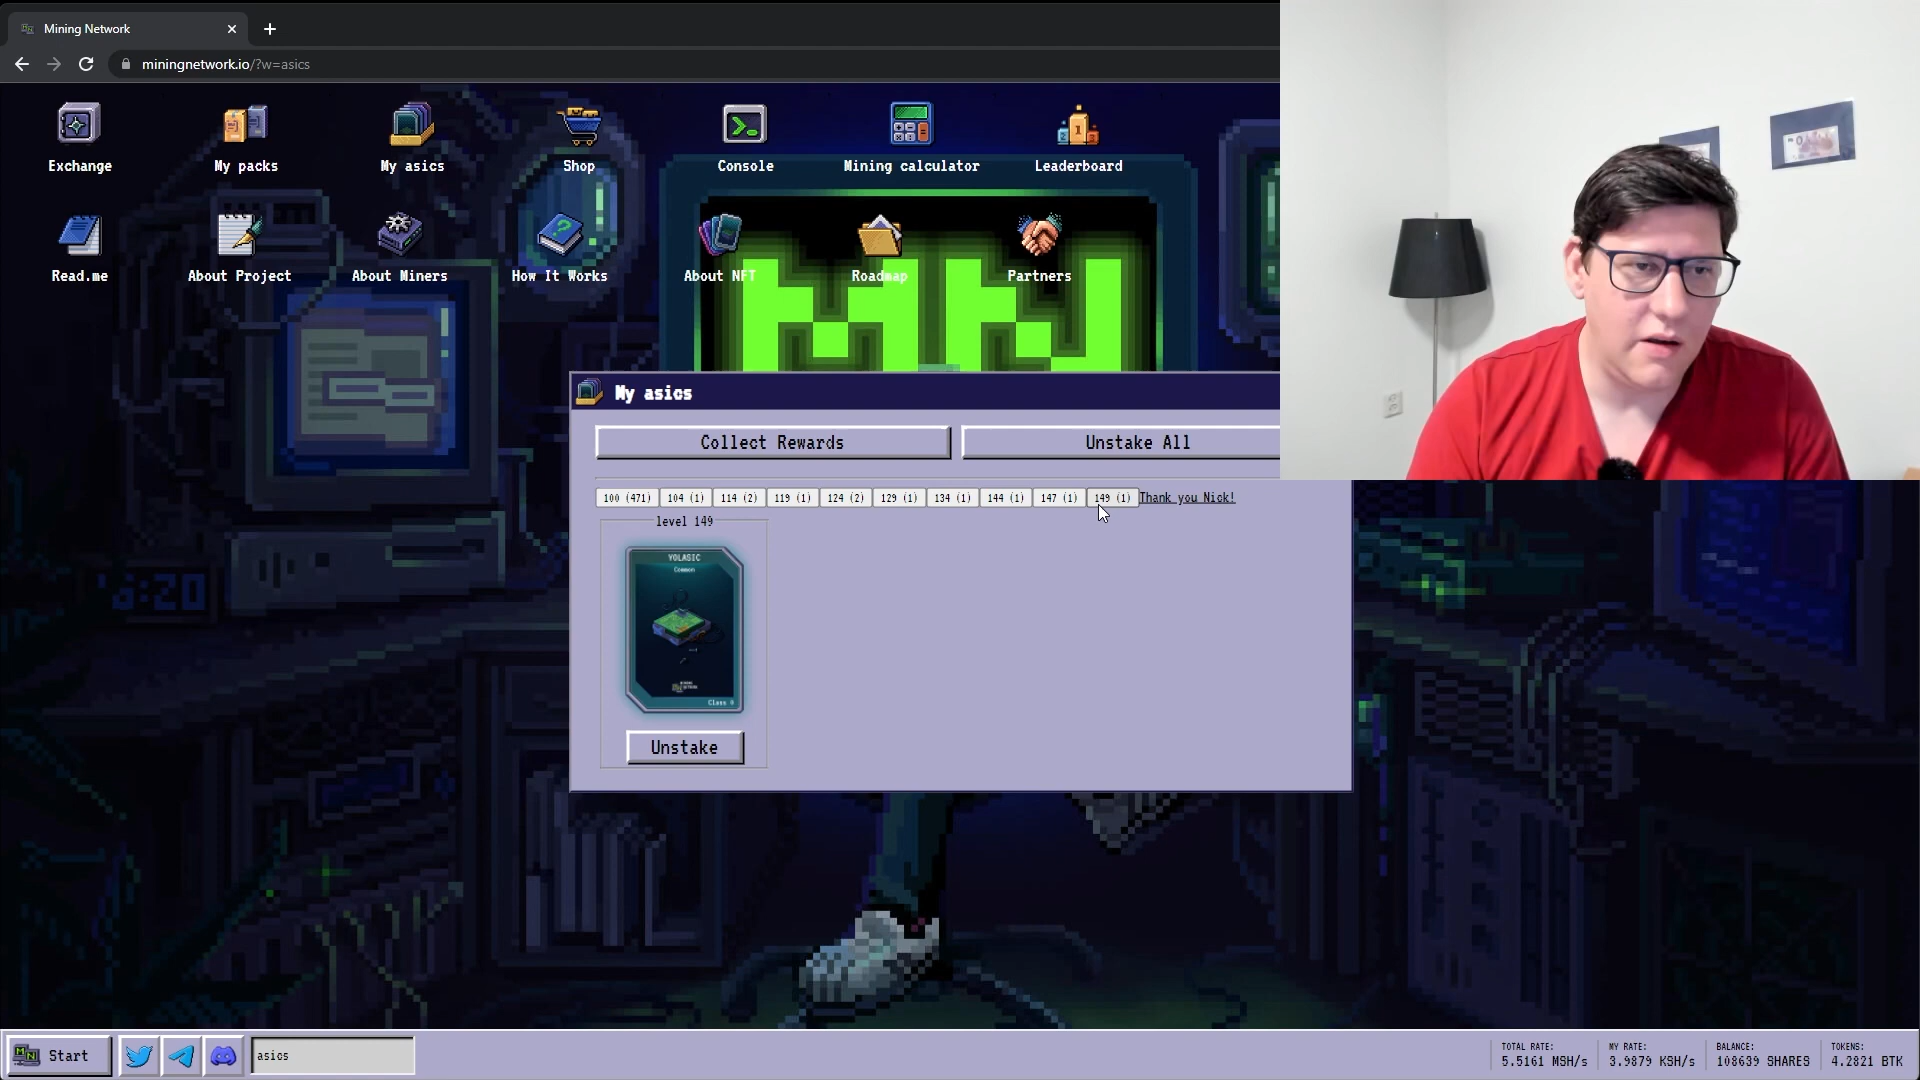 Mining Network
miningnetwork.io/?w=asics
Exchange
My packs
My asics
Shop
Console
Mining calculator
Leaderboard
Read.me
About Project
About Miners
How It Works
About NFT
Roadmap
Partners
MN
My asics
Collect Rewards
Unstake All
100 (471) 104 (1) 114 (2) 119 (1) 124 (2) 129 (1) 134 (1) 144 (1) 147 (1) 149 (1) Thank you Nick!
level 149
VOLASIC
Common
Class 0
Unstake
Start
asics
TOTAL RATE:
5.5161 MSH/s
MY RATE:
3.9879 KSH/s
BALANCE:
108639 SHARES
TOKENS:
4.2821 BTK